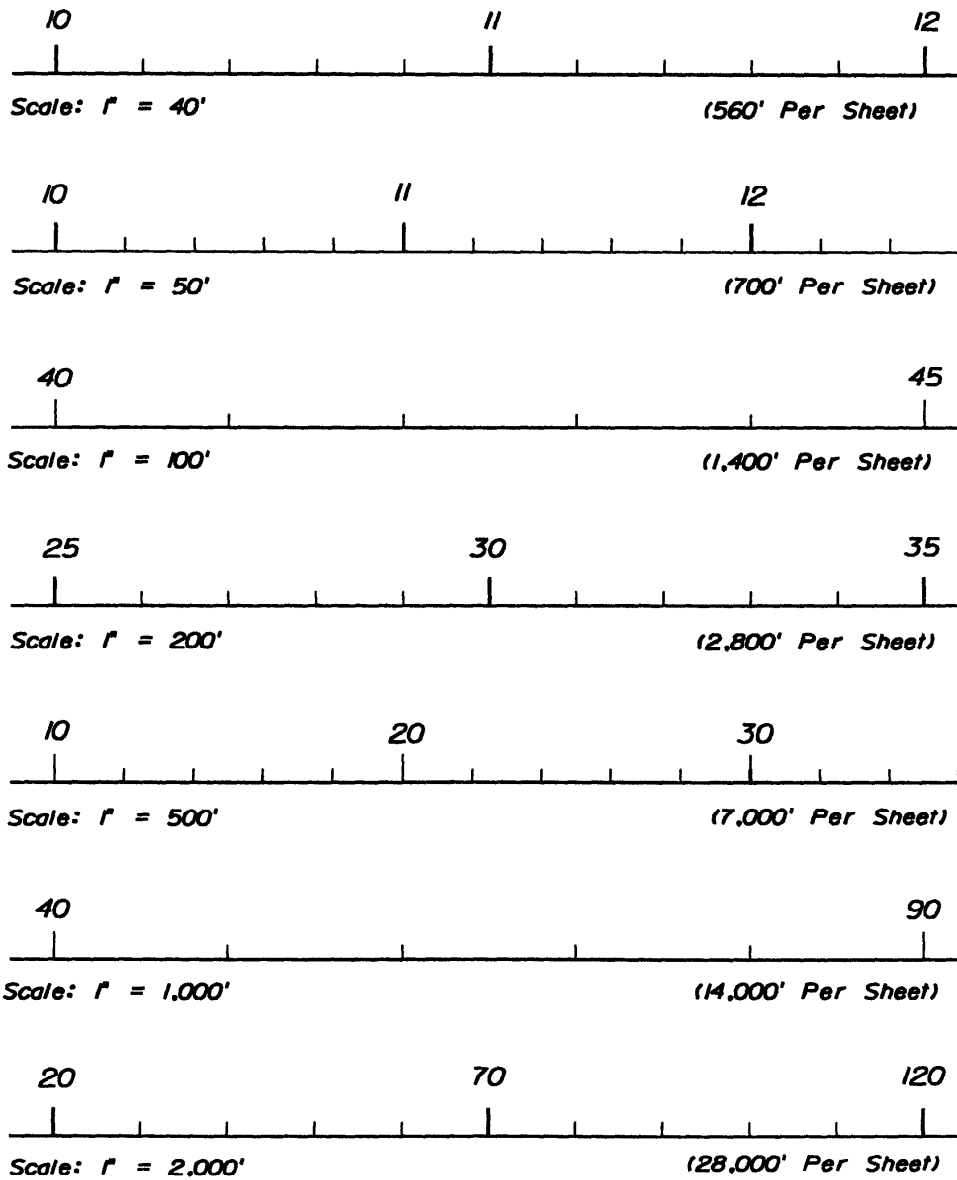 10 11 12
Scale: 1" = 40' (560' Per Sheet)
10 11 12
Scale: 1" = 50' (700' Per Sheet)
40 45
Scale: 1" = 100' (1,400' Per Sheet)
25 30 35
Scale: 1" = 200' (2,800' Per Sheet)
10 20 30
Scale: 1" = 500' (7,000' Per Sheet)
40 90
Scale: 1" = 1,000' (14,000' Per Sheet)
20 70 120
Scale: 1" = 2,000' (28,000' Per Sheet)